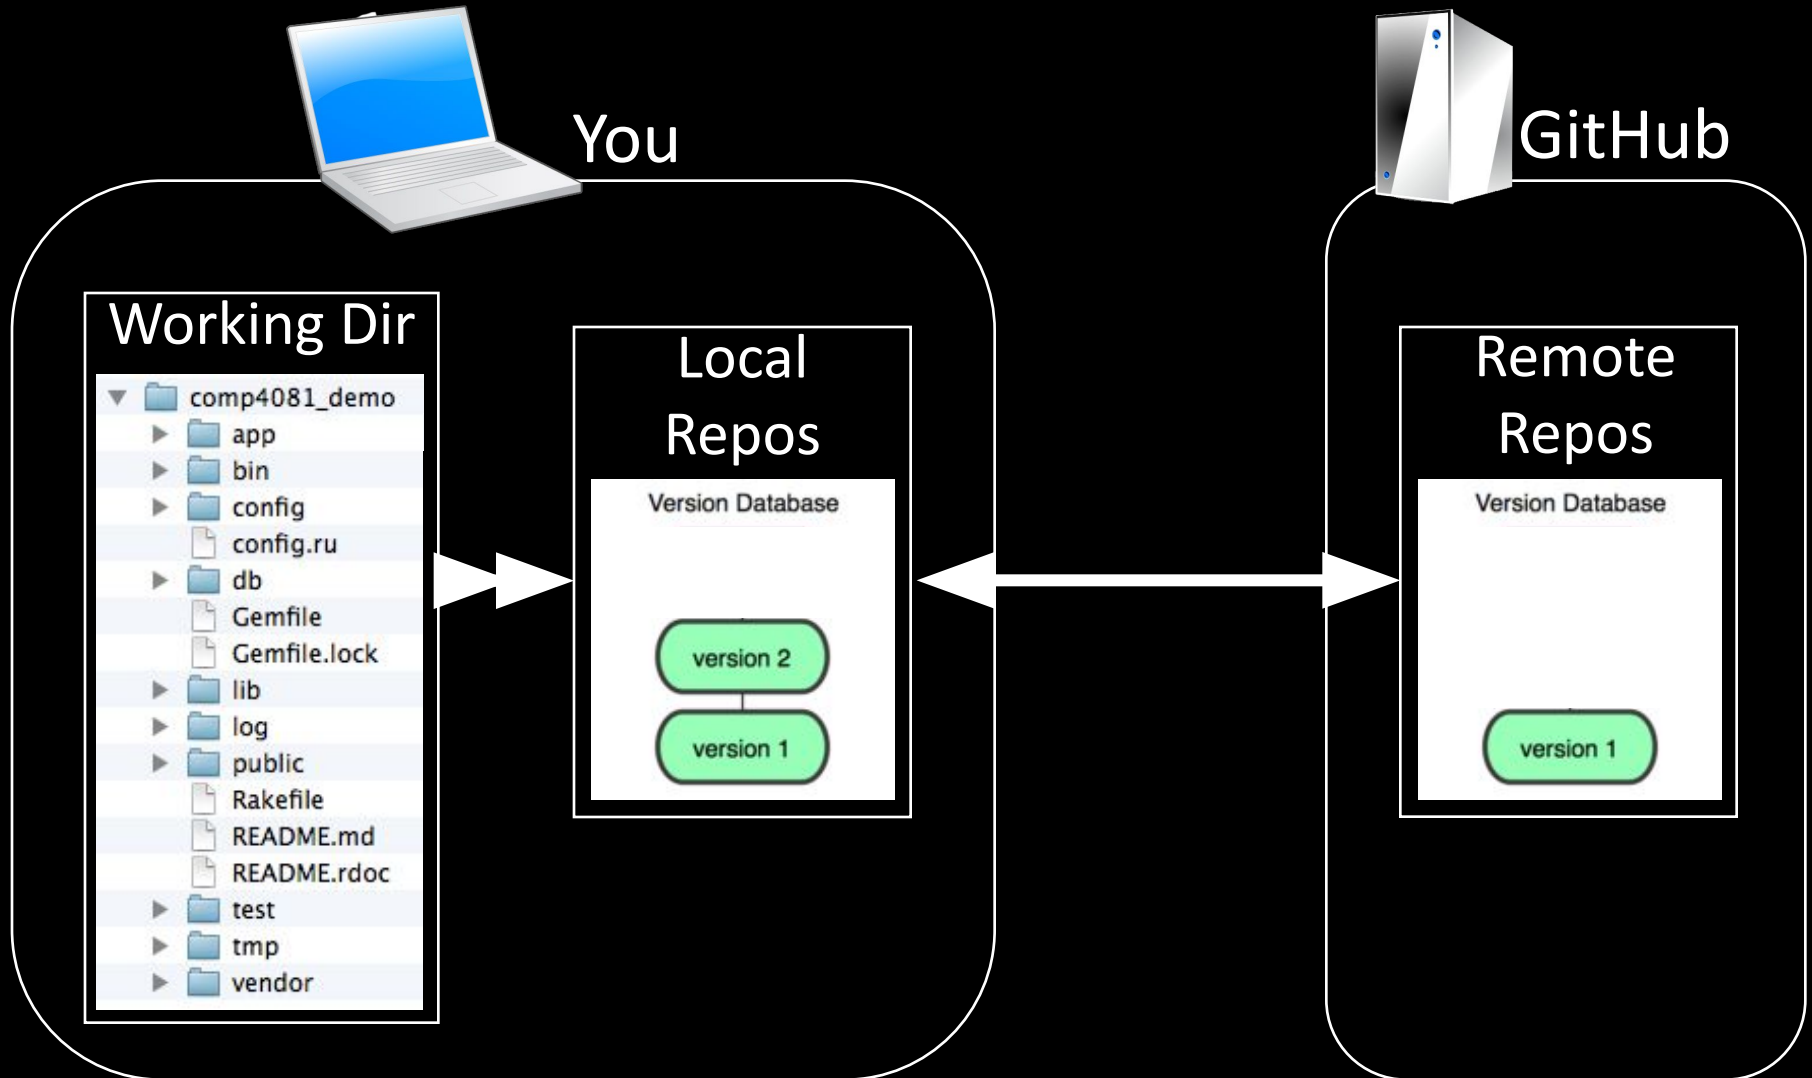 You
GitHub
Working Dir
comp4081_demo
app
bin
config
config.ru
db
Gemfile
Gemfile.lock
lib
log
public
Rakefile
README.md
README.rdoc
test
tmp
vendor
Local
Repos
Version Database
version 2
version 1
Remote
Repos
Version Database
version 1